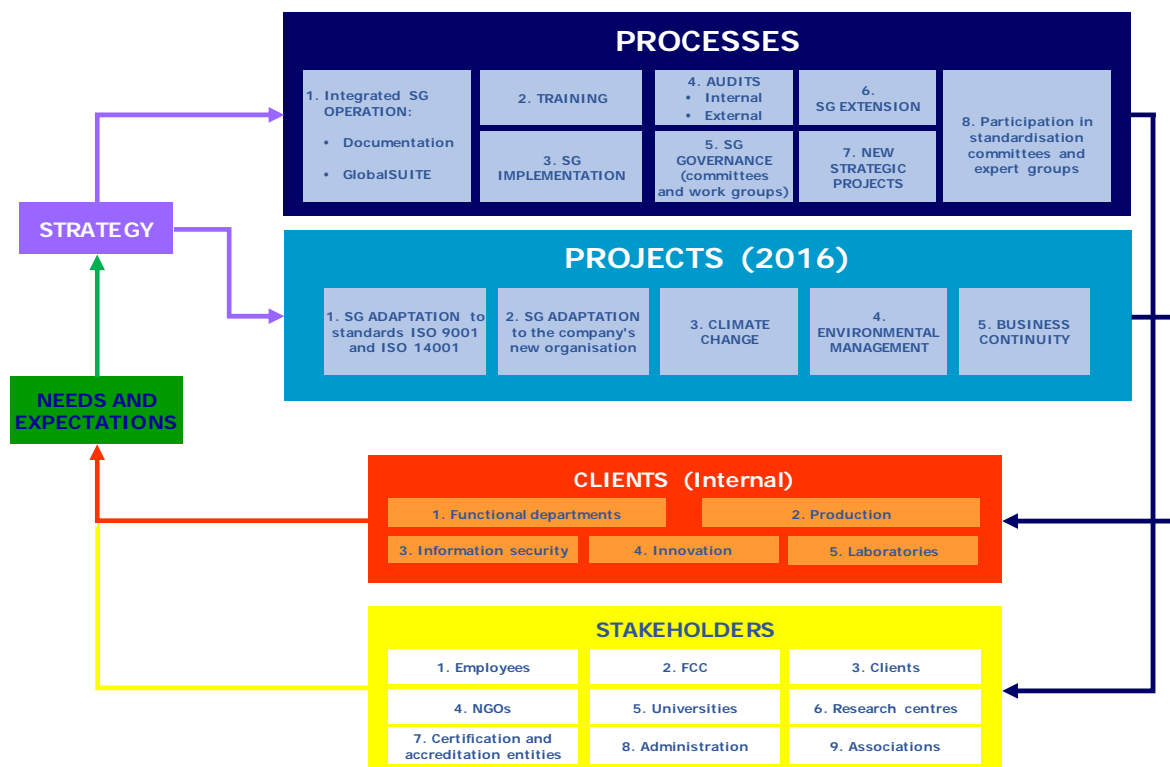 PROCESSES
1. Integrated SG
OPERATION:
• Documentation
• GlobalSUITE
2. TRAINING
3. SG
IMPLEMENTATION
4. AUDITS
• Internal
• External
5. SG
GOVERNANCE
(committees
and work groups)
6.
SG EXTENSION
7. NEW
STRATEGIC
PROJECTS
8. Participation in
standardisation
committees and
expert groups
STRATEGY
PROJECTS (2016)
1. SG ADAPTATION to
standards ISO 9001
and ISO 14001
2. SG ADAPTATION
to the company's
new organisation
3. CLIMATE
CHANGE
4.
ENVIRONMENTAL
MANAGEMENT
5. BUSINESS
CONTINUITY
NEEDS AND
EXPECTATIONS
CLIENTS (Internal)
1. Functional departments
2. Production
3. Information security
4. Innovation
5. Laboratories
STAKEHOLDERS
1. Employees
2. FCC
3. Clients
4. NGOs
5. Universities
6. Research centres
7. Certification and
accreditation entities
8. Administration
9. Associations